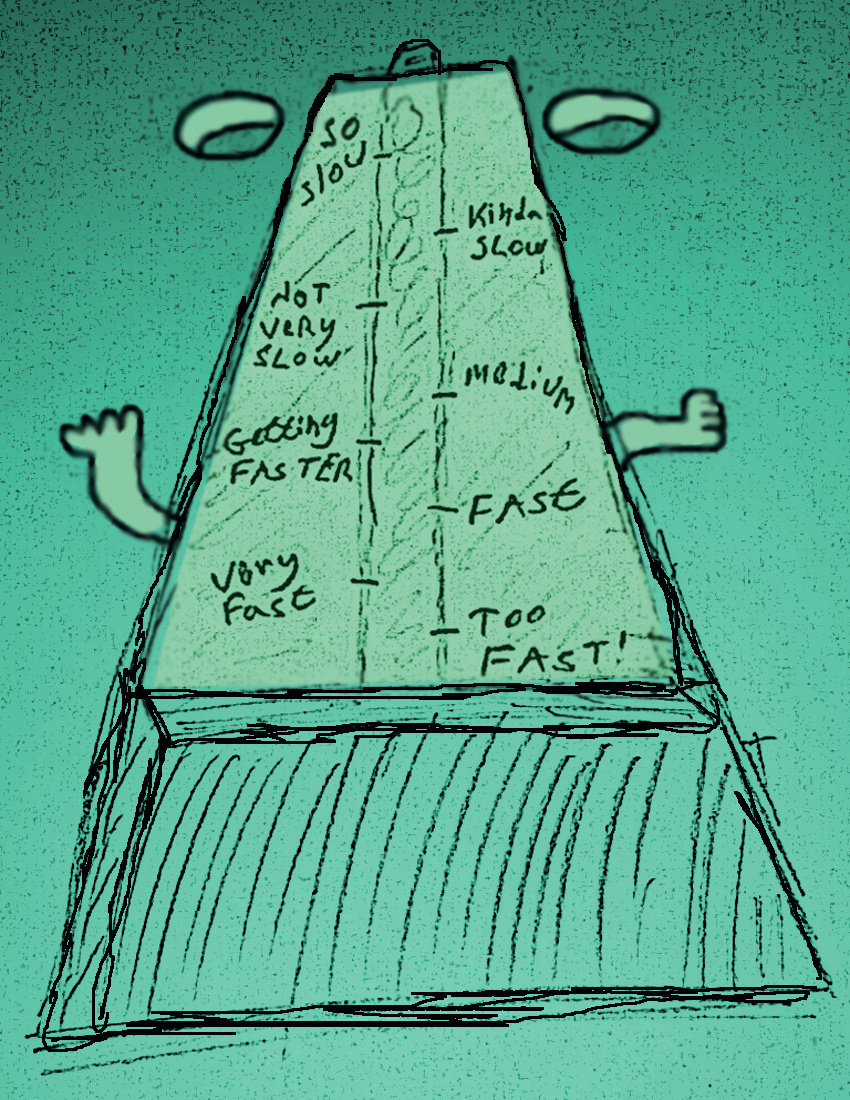 SO
SLOW
Kinda
SLOW
NOT
VERY
SLOW
Medium
Getting
FASTER
FAST
Very
Fast
Too
FAST!